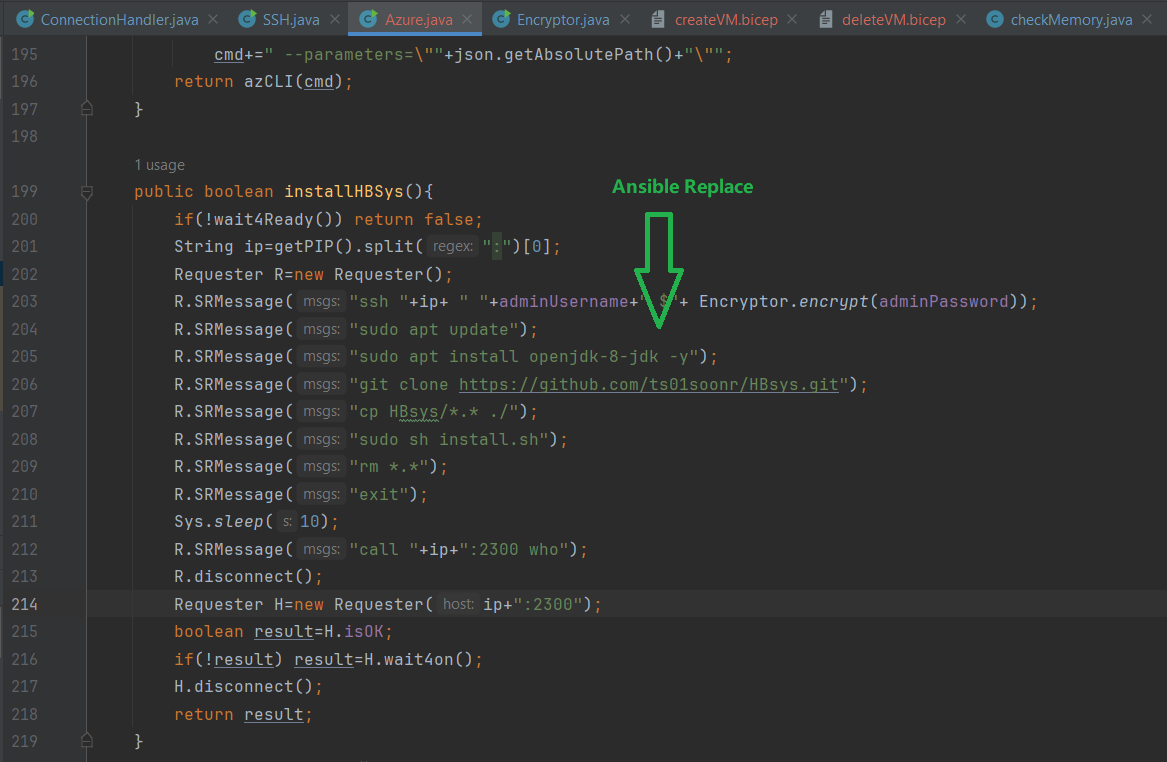 ConnectionHandler.java × SSH.java × Azure.java × Encryptor.java × createVM.bicep × deleteVM.bicep × checkMemory.java ×
195 cmd+=" --parameters=\""+json.getAbsolutePath()+"\"";
196 return azCLI(cmd);
197 }
198
1 usage
199 public boolean installHBSys(){
Ansible Replace
200 if(!wait4Ready()) return false;
201 String ip=getPIP().split( regex: ":")[0];
202 Requester R=new Requester();
203 R.SRMessage( msgs: "ssh "+ip+ " "+adminUsername+" $"+ Encryptor.encrypt(adminPassword));
204 R.SRMessage( msgs: "sudo apt update");
205 R.SRMessage( msgs: "sudo apt install openjdk-8-jdk -y");
206 R.SRMessage( msgs: "git clone https://github.com/ts01soonr/HBsys.git");
207 R.SRMessage( msgs: "cp HBsys/*.* ./");
208 R.SRMessage( msgs: "sudo sh install.sh");
209 R.SRMessage( msgs: "rm *.*");
210 R.SRMessage( msgs: "exit");
211 Sys.sleep( s: 10);
212 R.SRMessage( msgs: "call "+ip+":2300 who");
213 R.disconnect();
214 Requester H=new Requester( host: ip+":2300");
215 boolean result=H.isOK;
216 if(!result) result=H.wait4on();
217 H.disconnect();
218 return result;
219 }